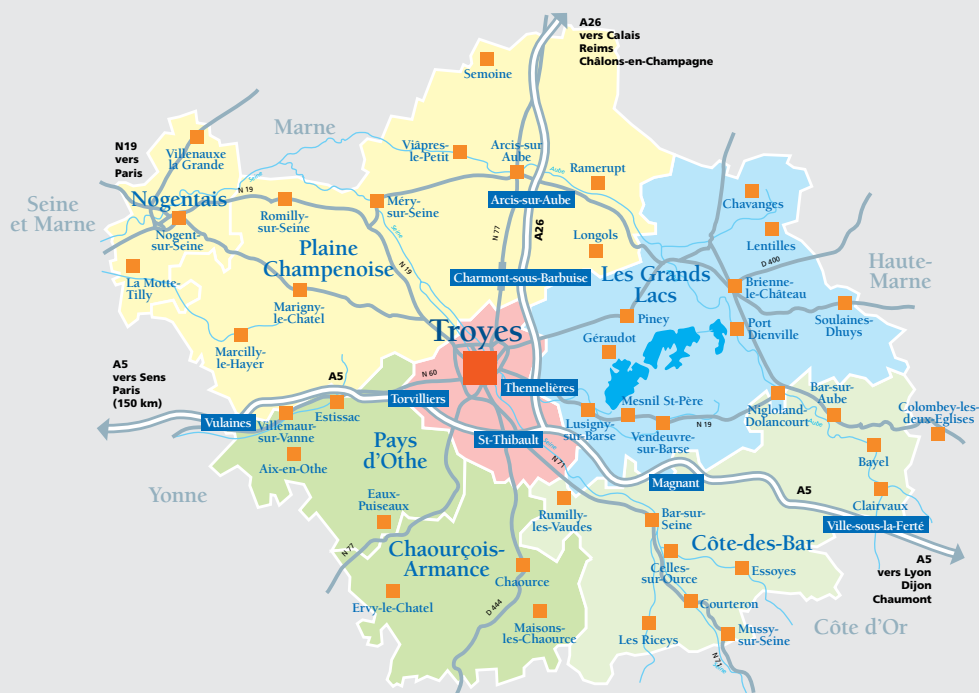 A26
vers Calais
Reims
Châlons-en-Champagne
Semoine
Marne
N19
vers
Paris
Villenauxe
la Grande
Viâpres-
le-Petit
Arcis-sur
Aube
Aube
Ramerupt
Seine
N 19
Chavanges
Seine
et Marne
Nogentais
Romilly-
sur-Seine
Méry-
sur-Seine
Arcis-sur-Aube
Nogent-
sur-Seine
Seine
N 77
A26
Longols
Lentilles
Plaine
Champenoise
N 19
D 400
Haute-
Marne
La Motte-
Tilly
Charmont-sous-Barbuise
Les Grands
Lacs
Brienne-
le-Château
Marigny-
le-Chatel
Piney
Port
Dienville
Soulaines-
Dhuys
Troyes
Géraudot
Marcilly-
le-Hayer
A5
vers Sens
Paris
(150 km)
A5
N 60
Thennelières
Torvilliers
Mesnil St-Père
Bar-sur-
Aube
Nigloland-
Dolancourt
Aube
Colombey-les-
deux-Eglises
Vulaines
Villemaur-
sur-Vanne
Estissac
Lusigny-
sur-Barse
N 19
Vendeuvre-
sur-Barse
St-Thibault
Seine
Pays
d'Othe
Aix-en-Othe
N 71
Bayel
Magnant
A5
Yonne
Eaux-
Puiseaux
Rumilly-
les-Vaudes
Bar-sur-
Seine
Clairvaux
Ville-sous-la-Ferté
N 77
Chaourçois-
Armance
Côte-des-Bar
Celles-
sur-Ource
Essoyes
A5
vers Lyon
Dijon
Chaumont
Chaource
Ervy-le-Chatel
D 444
Courteron
Maisons-
les-Chaource
Les Riceys
Mussy-
sur-Seine
Côte d'Or
N 71
Seine